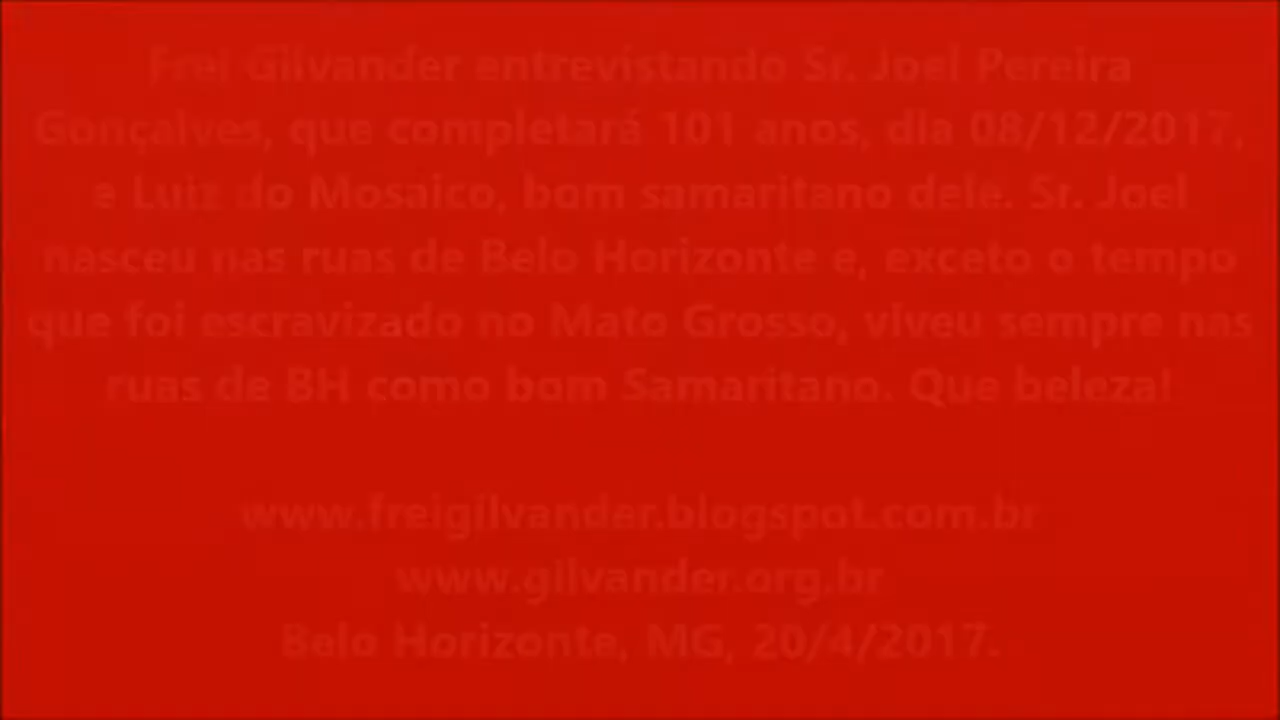 Frei Gilvander entrevistando Sr. Joel Pereira
Gonçalves, que completará 101 anos, dia 08/12/2017,
e Luiz do Mosaico, bom samaritano dele. Sr. Joel
nasceu nas ruas de Belo Horizonte e, exceto o tempo
que foi escravizado no Mato Grosso, viveu sempre nas
ruas de BH como bom Samaritano. Que beleza!
www.freigilvander.blogspot.com.br
www.gilvander.org.br
Belo Horizonte, MG, 20/4/2017.